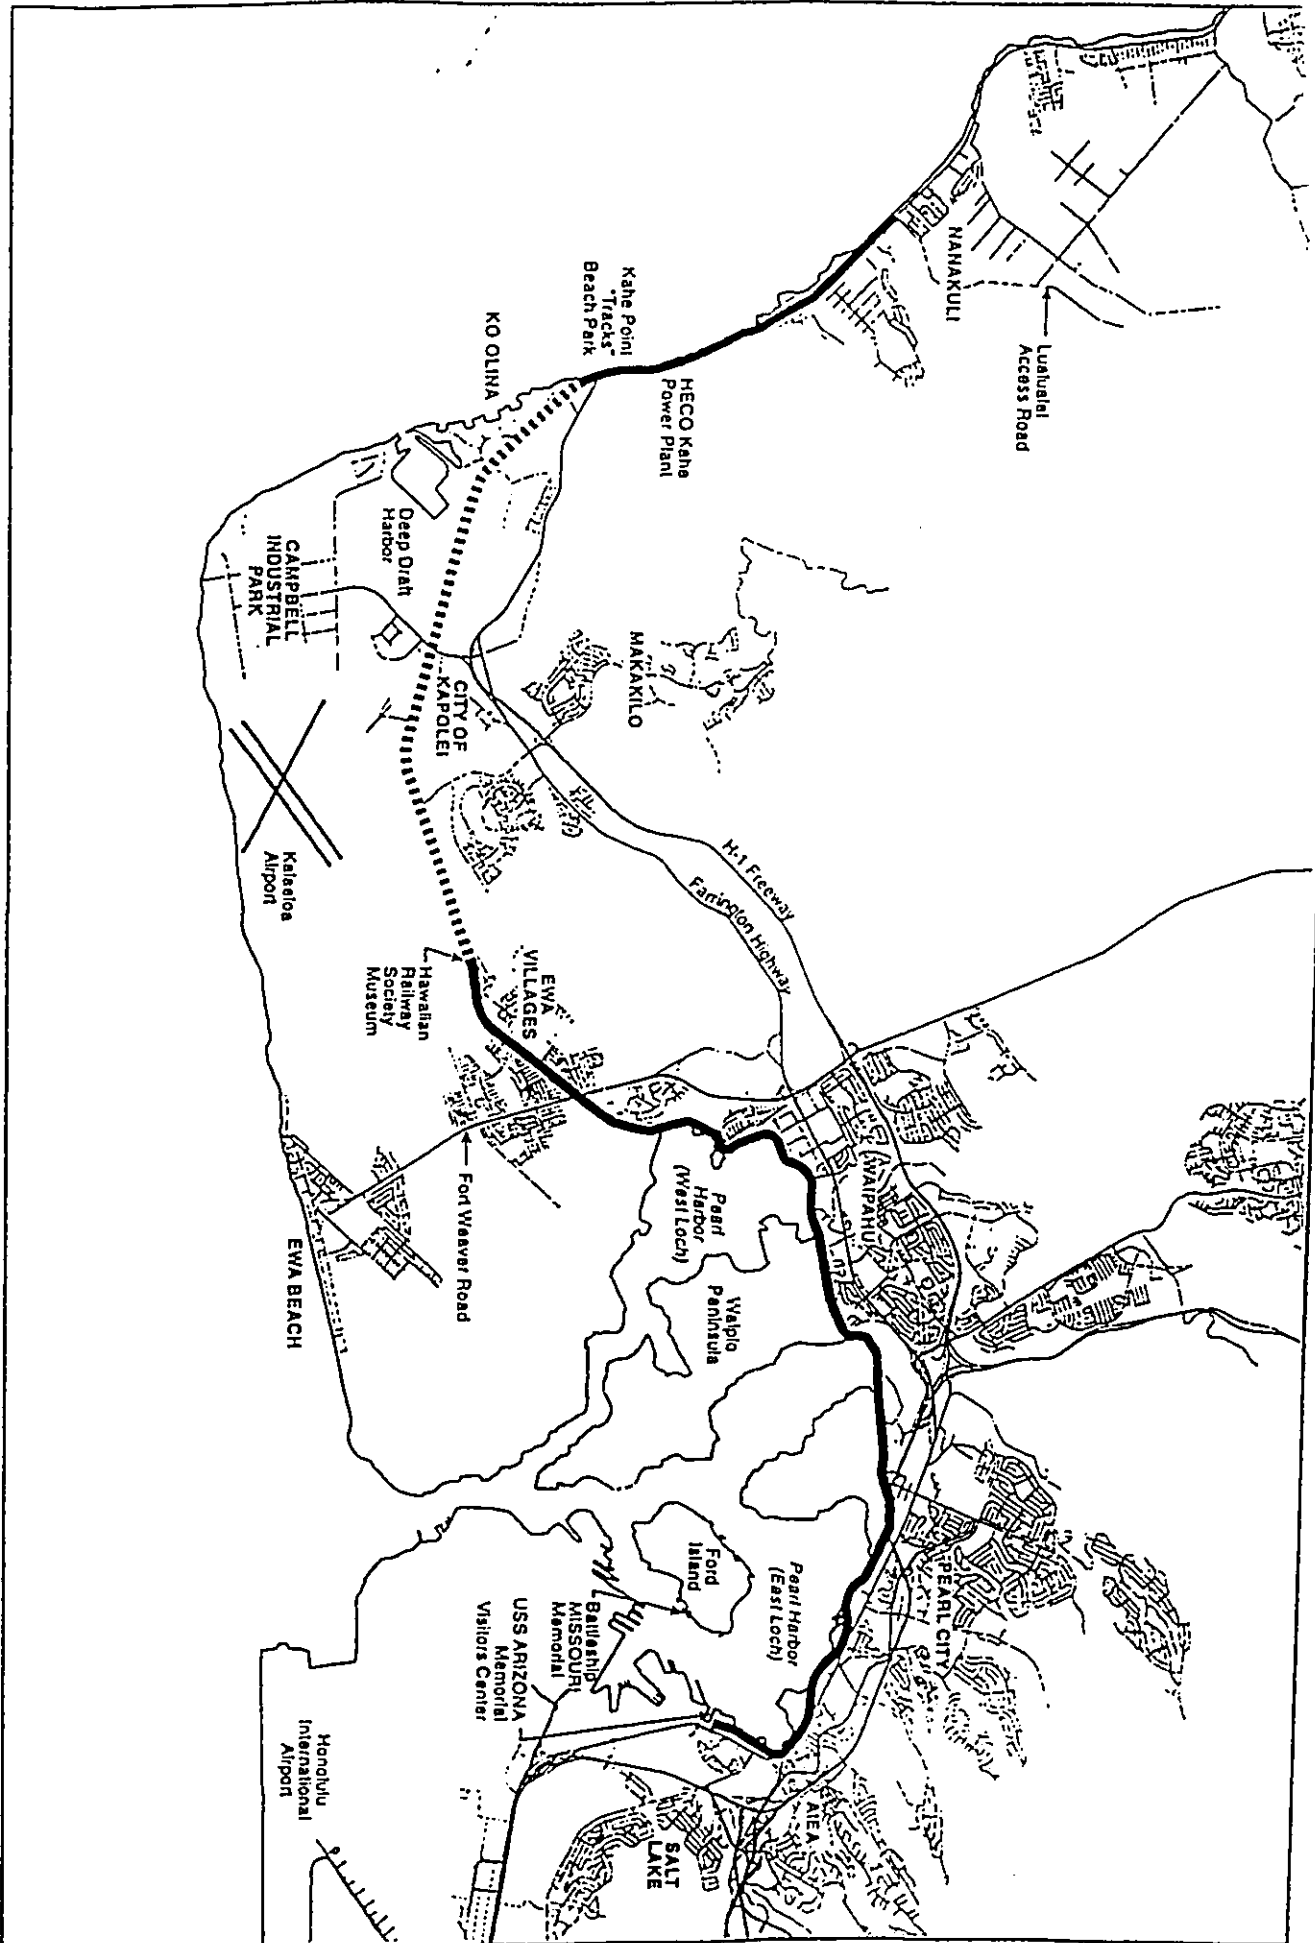 Lualualei
Access Road
NANAKULI
Kahe Point
"Tracks"
Beach Park
HECO Kahe
Power Plant
KO OLINA
Deep Draft
Harbor
CAMPBELL
INDUSTRIAL
PARK
MAKAKILO
CITY OF
KAPOLEI
Kalaeloa
Airport
H-1 Freeway
Farrington Highway
EWA
VILLAGES
Hawaiian
Railway
Society
Museum
Fort Weaver Road
EWA BEACH
WAIPAHU
Pearl
Harbor
(West Loch)
Waipio
Peninsula
PEARL CITY
Pearl Harbor
(East Loch)
Ford
Island
Battleship
MISSOURI
Memorial
USS ARIZONA
Memorial
Visitors Center
AIEA
SALT
LAKE
Honolulu
International
Airport